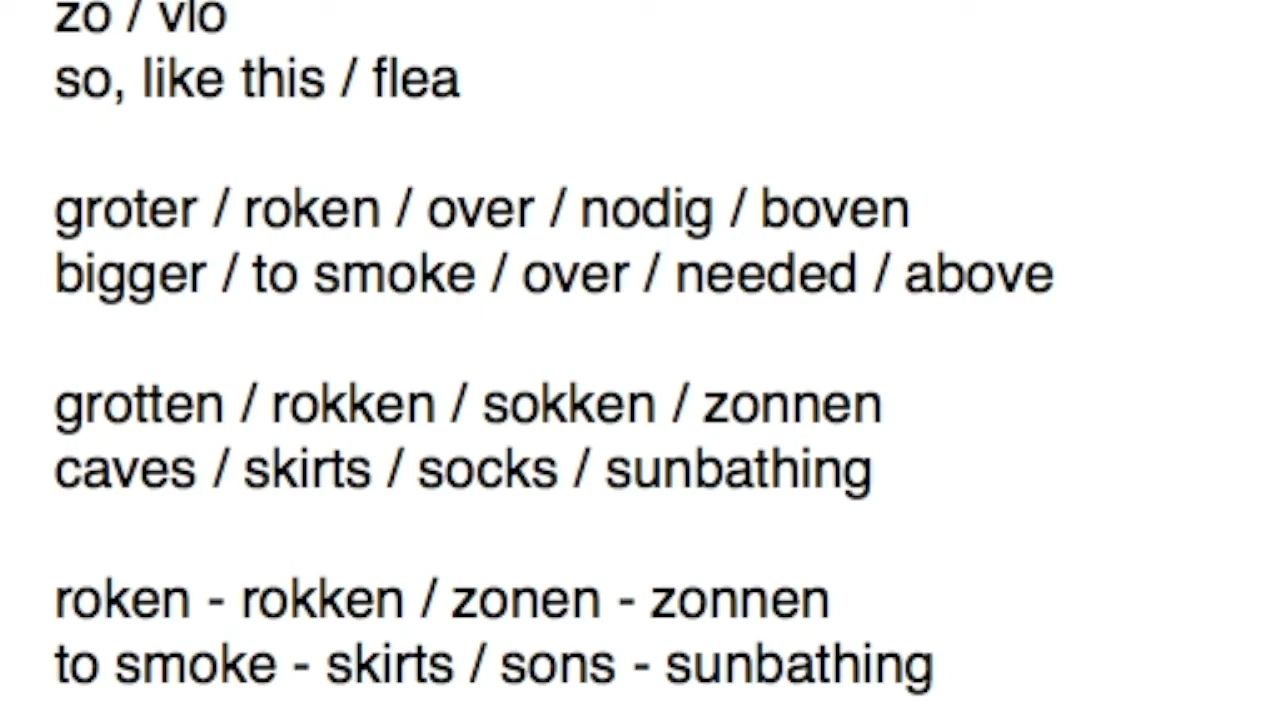 zo / vlo
so, like this / flea
groter / roken / over / nodig / boven
bigger / to smoke / over / needed / above
grotten / rokken / sokken / zonnen
caves / skirts / socks / sunbathing
roken - rokken / zonen - zonnen
to smoke - skirts / sons - sunbathing